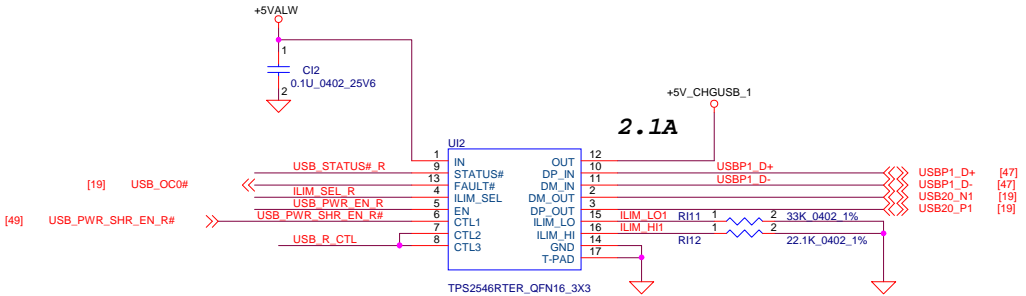 +5VALW
1
CI2
0.1U_0402_25V6
2
+5V_CHGUSB_1
2.1A
UI2
USB_STATUS#_R 1 IN OUT 12
9 STATUS# DP_IN 10 USBP1_D+ USBP1_D+ [47]
[19] USB_OC0# 13 FAULT# DM_IN 11 USBP1_D- USBP1_D- [47]
ILIM_SEL_R 4 ILIM_SEL DM_OUT 2 USB20_N1 [19]
USB_PWR_EN_R 5 EN DP_OUT 3 USB20_P1 [19]
[49] USB_PWR_SHR_EN_R# USB_PWR_SHR_EN_R# 6 CTL1 ILIM_LO 15 ILIM_LO1 RI11 1 2 33K_0402_1%
7 CTL2 ILIM_HI 16 ILIM_HI1 RI12 1 2 22.1K_0402_1%
USB_R_CTL 8 CTL3 GND 14
T-PAD 17
TPS2546RTER_QFN16_3X3